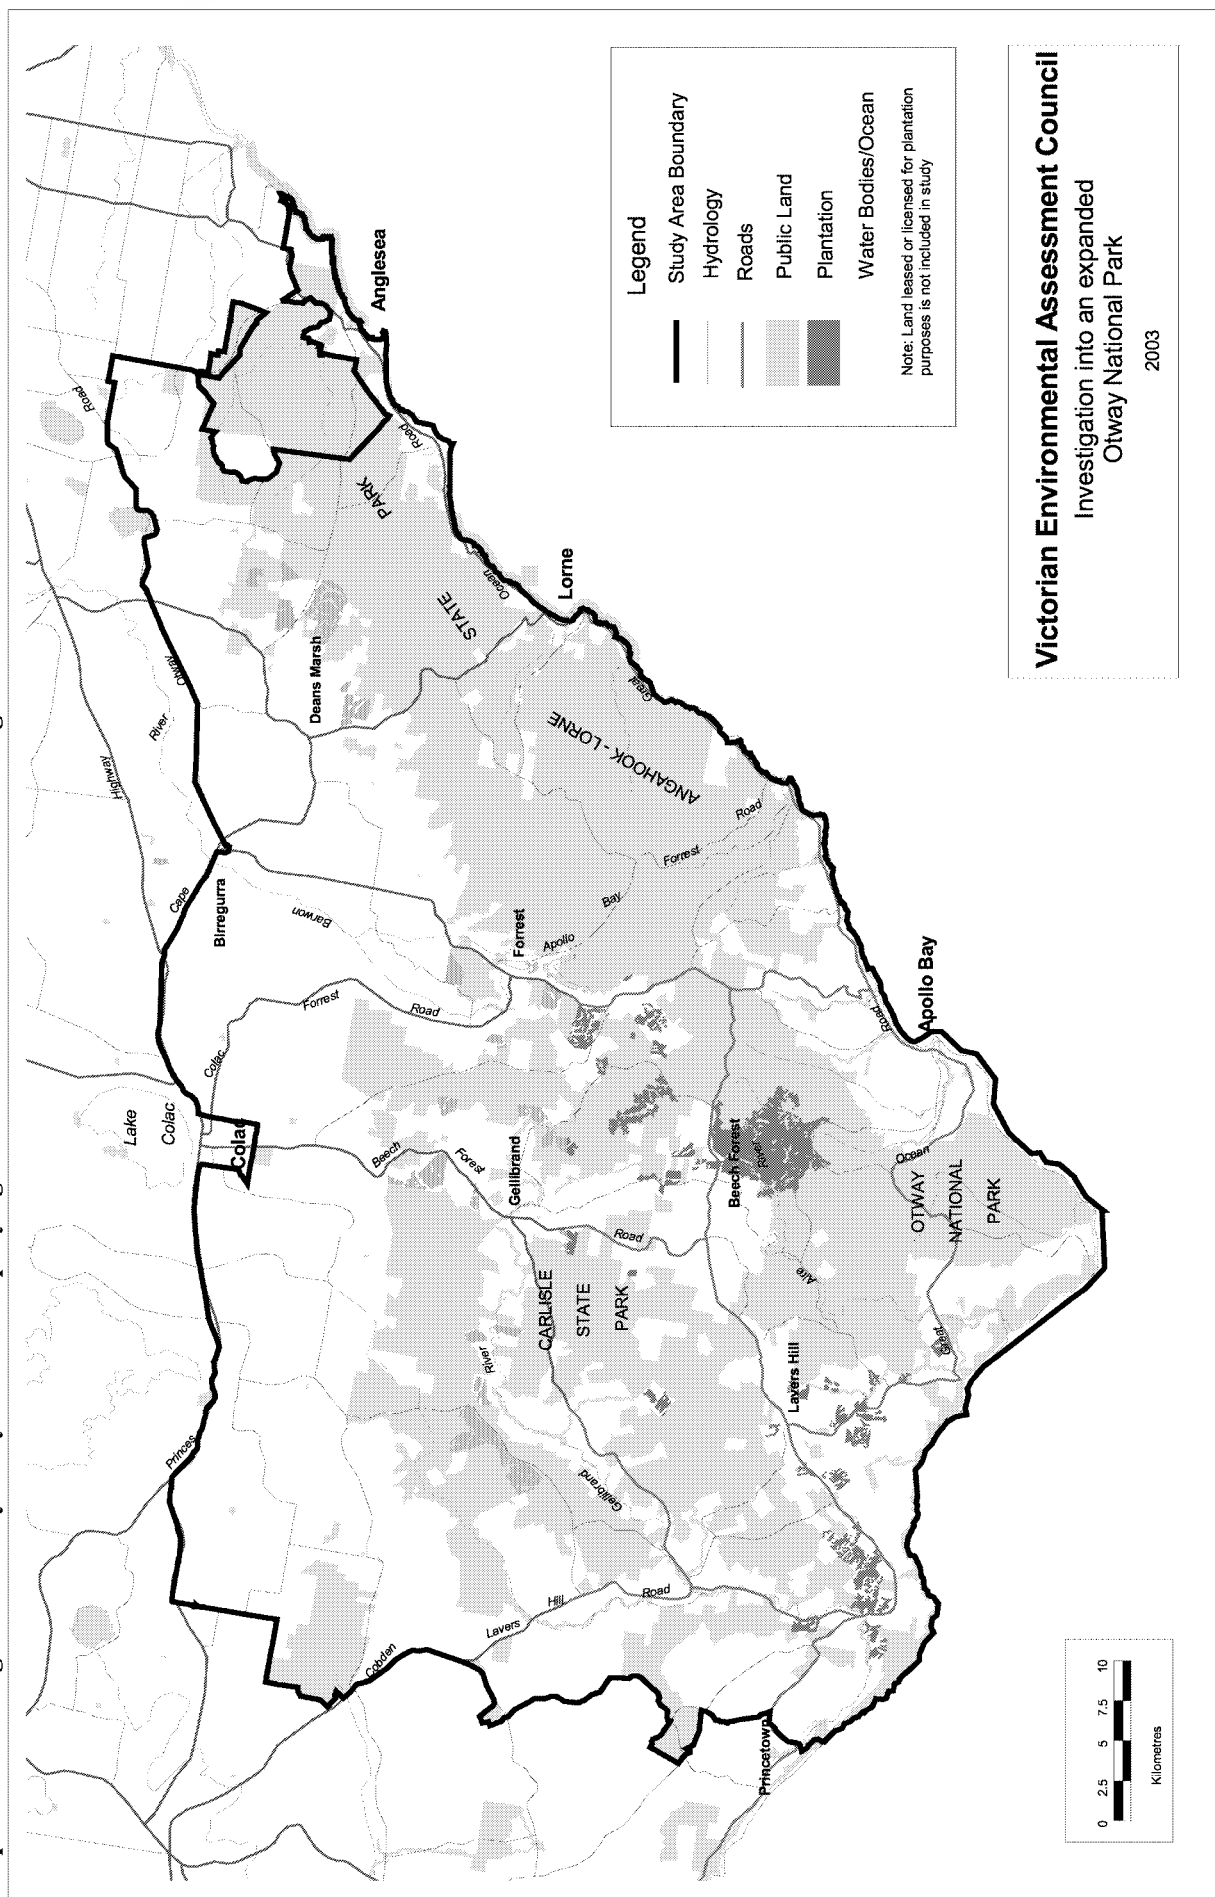 Road
Highway
River
Otway
Cape
Birregurra
Barwon
Deans Marsh
Anglesea
Road
PARK
STATE
Ocean
Lorne
Great
ANGAHOOK - LORNE
Road
Forrest
Bay
Apollo
Forrest
Forrest
Road
Colac
Lake
Colac
Colac
Beech
Forest
Gellibrand
Road
Beech Forest
River
Road
Apollo Bay
Ocean
OTWAY
NATIONAL
PARK
Aire
Great
Lavers Hill
CARLISLE
STATE
PARK
River
Gellibrand
Princes
Cobden
Lavers
Hill
Road
Princetown
Legend
Study Area Boundary
Hydrology
Roads
Public Land
Plantation
Water Bodies/Ocean
Note: Land leased or licensed for plantation
purposes is not included in study
Victorian Environmental Assessment Council
Investigation into an expanded
Otway National Park
2003
0 2.5 5 7.5 10
Kilometres